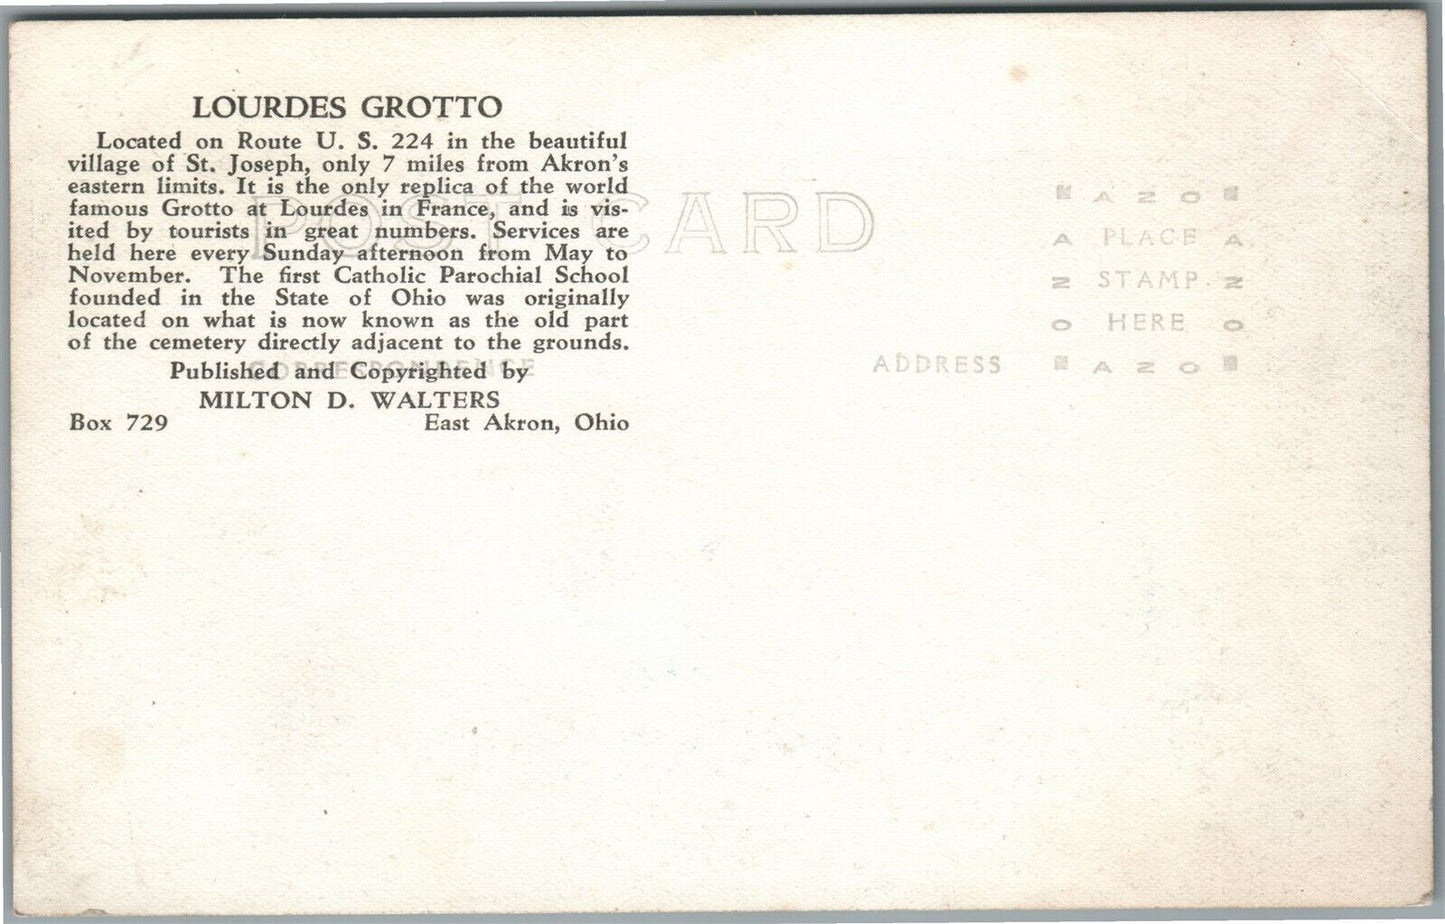 LOURDES GROTTO
Located on Route U. S. 224 in the beautiful
village of St. Joseph, only 7 miles from Akron's
eastern limits. It is the only replica of the world
famous Grotto at Lourdes in France, and is vis-
ited by tourists in great numbers. Services are
held here every Sunday afternoon from May to
November. The first Catholic Parochial School
founded in the State of Ohio was originally
located on what is now known as the old part
of the cemetery directly adjacent to the grounds.
Published and Copyrighted by
MILTON D. WALTERS
Box 729 East Akron, Ohio
POST CARD
CORRESPONDENCE
ADDRESS
AZO
A PLACE A
Z STAMP Z
O HERE O
AZO